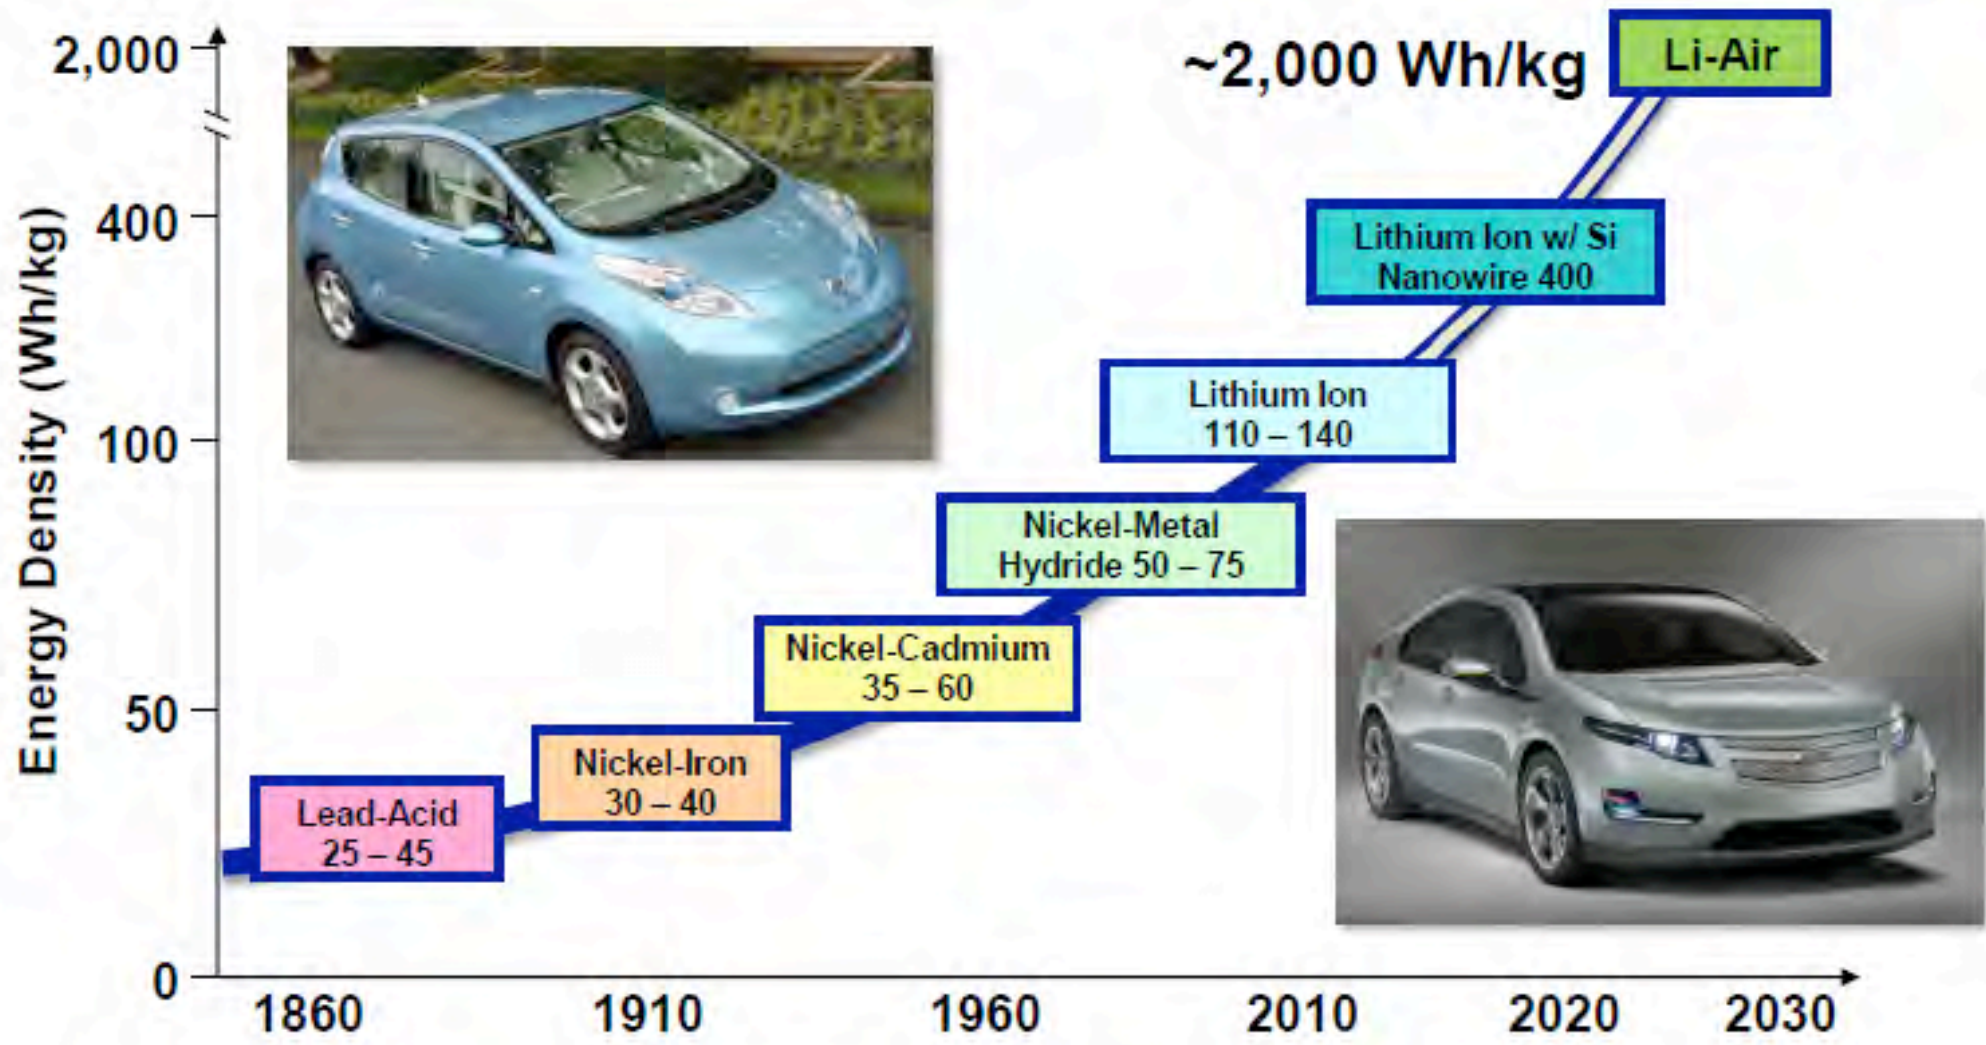 Energy Density (Wh/kg)
2,000
400
100
50
0
~2,000 Wh/kg
Li-Air
Lithium Ion w/ Si
Nanowire 400
Lithium Ion
110 – 140
Nickel-Metal
Hydride 50 – 75
Nickel-Cadmium
35 – 60
Nickel-Iron
30 – 40
Lead-Acid
25 – 45
1860 1910 1960 2010 2020 2030